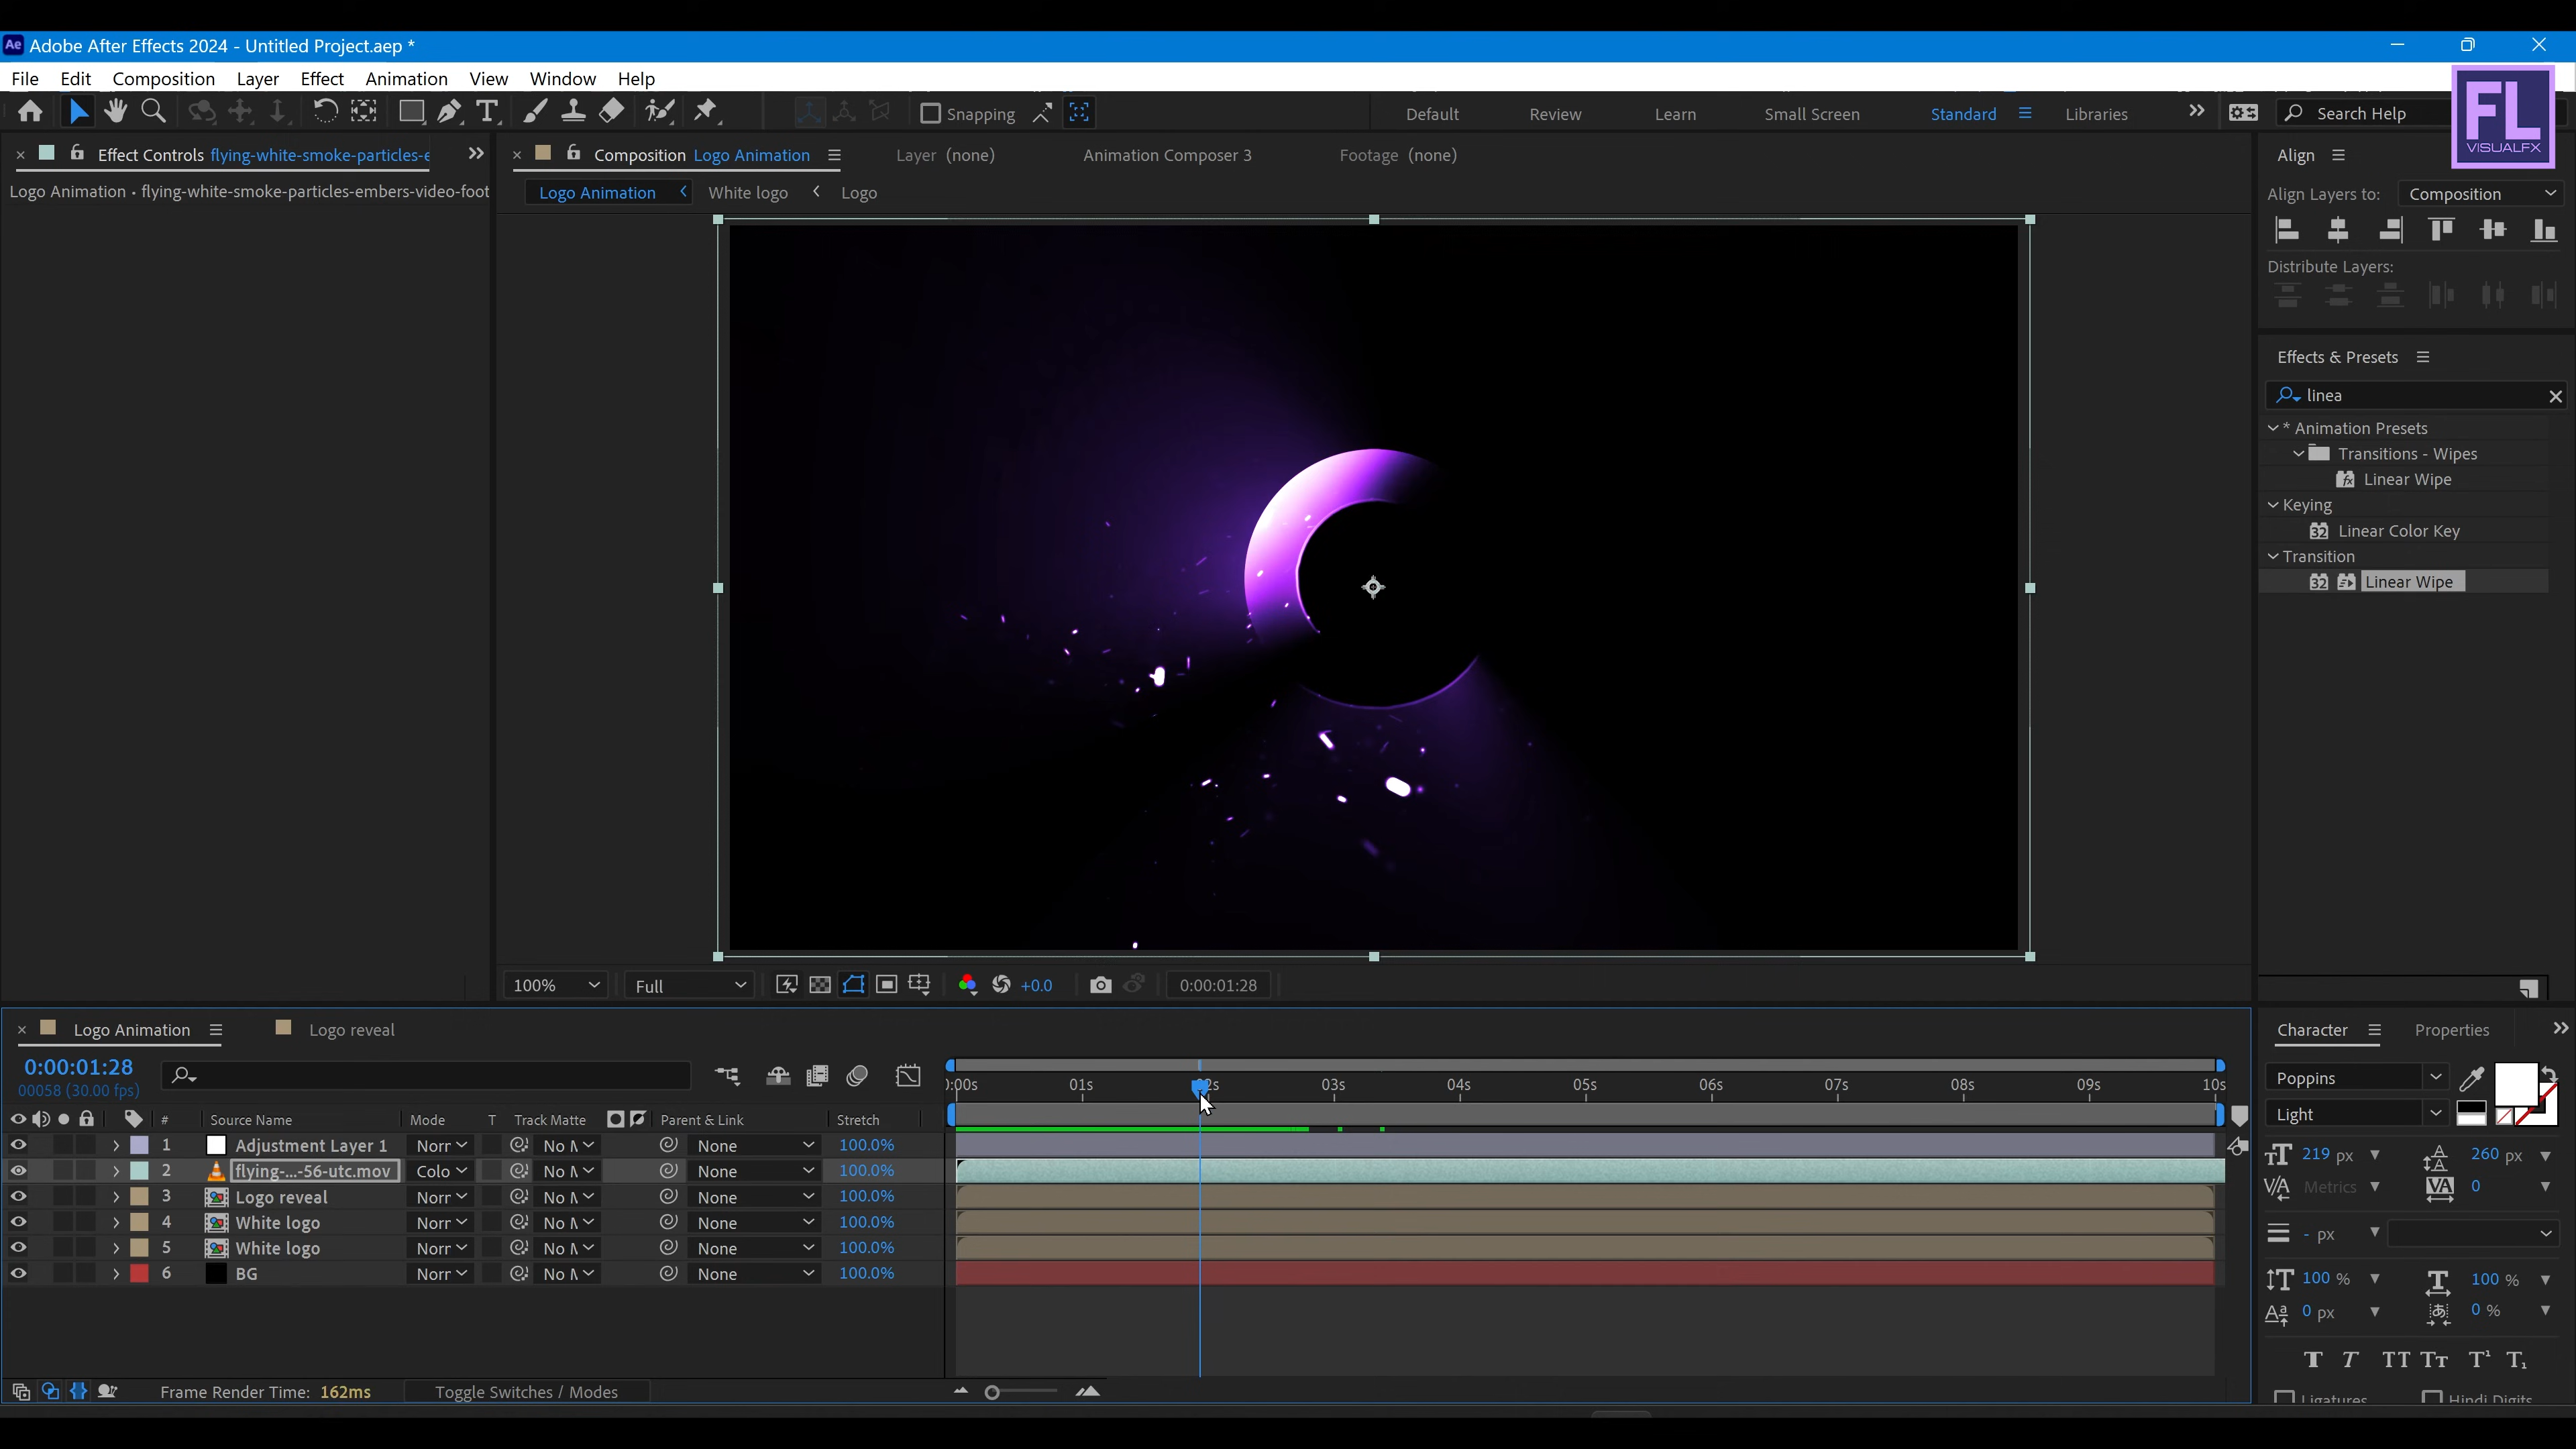 Ae Adobe After Effects 2024 - Untitled Project.aep *
File Edit Composition Layer Effect Animation View Window Help
Snapping Default Review Learn Small Screen Standard Libraries Search Help
FL
VISUALFX
Effect Controls flying-white-smoke-particles-e
Composition Logo Animation Layer (none) Animation Composer 3 Footage (none)
Align
Logo Animation • flying-white-smoke-particles-embers-video-foot
Logo Animation White logo Logo
Align Layers to: Composition
Distribute Layers:
Effects & Presets
linea
* Animation Presets
Transitions - Wipes
Linear Wipe
Keying
32 Linear Color Key
Transition
32 Linear Wipe
100% Full +0.0 0:00:01:28
Logo Animation Logo reveal
0:00:01:28
00058 (30.00 fps)
):00s 01s 02s 03s 04s 05s 06s 07s 08s 09s 10s
# Source Name Mode T Track Matte Parent & Link Stretch
1 Adjustment Layer 1 Norr No M None 100.0%
2 flying-...-56-utc.mov Colo No M None 100.0%
3 Logo reveal Norr No M None 100.0%
4 White logo Norr No M None 100.0%
5 White logo Norr No M None 100.0%
6 BG Norr No M None 100.0%
Frame Render Time: 162ms Toggle Switches / Modes
Character Properties
Poppins
Light
219 px 260 px
Metrics 0
- px
100 % 100 %
0 px 0 %
T T TT Tт T¹ T₁
Ligatures Hindi Digits